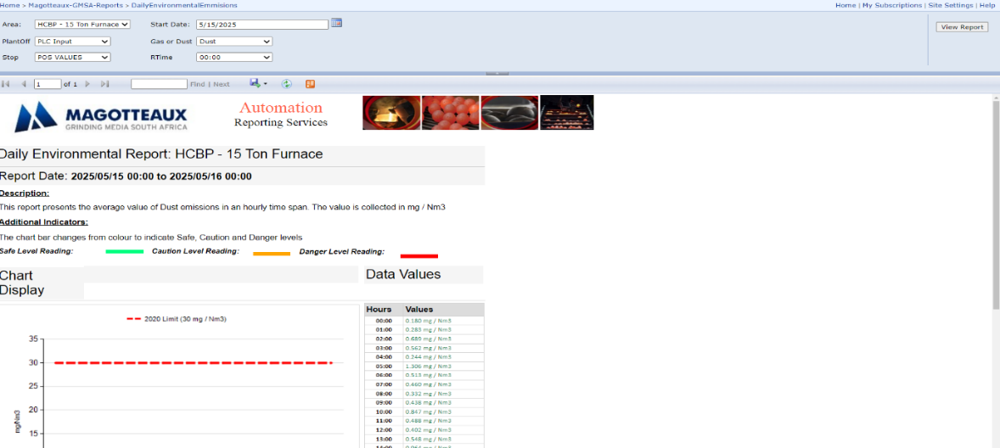 Home > Magotteaux-GMSA-Reports > DailyEnvironmentalEmmisions
Home | My Subscriptions | Site Settings | Help
Area: HCBP - 15 Ton Furnace Start Date: 5/15/2025
View Report
PlantOff PLC Input Gas or Dust Dust
Stop POS VALUES RTime 00:00
1 of 1 Find | Next
MAGOTTEAUX
GRINDING MEDIA SOUTH AFRICA
Automation
Reporting Services
Daily Environmental Report: HCBP - 15 Ton Furnace
Report Date: 2025/05/15 00:00 to 2025/05/16 00:00
Description:
This report presents the average value of Dust emissions in an hourly time span. The value is collected in mg / Nm3
Additional Indicators:
The chart bar changes from colour to indicate Safe, Caution and Danger levels
Safe Level Reading: Caution Level Reading: Danger Level Reading:
Chart
Display
2020 Limit (30 mg / Nm3)
35
30
25
20
15
mg/Nm3
Data Values
Hours Values
00:00 0.180 mg / Nm3
01:00 0.283 mg / Nm3
02:00 0.689 mg / Nm3
03:00 0.562 mg / Nm3
04:00 0.244 mg / Nm3
05:00 1.306 mg / Nm3
06:00 0.513 mg / Nm3
07:00 0.460 mg / Nm3
08:00 0.332 mg / Nm3
09:00 0.438 mg / Nm3
10:00 0.847 mg / Nm3
11:00 0.488 mg / Nm3
12:00 0.402 mg / Nm3
13:00 0.548 mg / Nm3